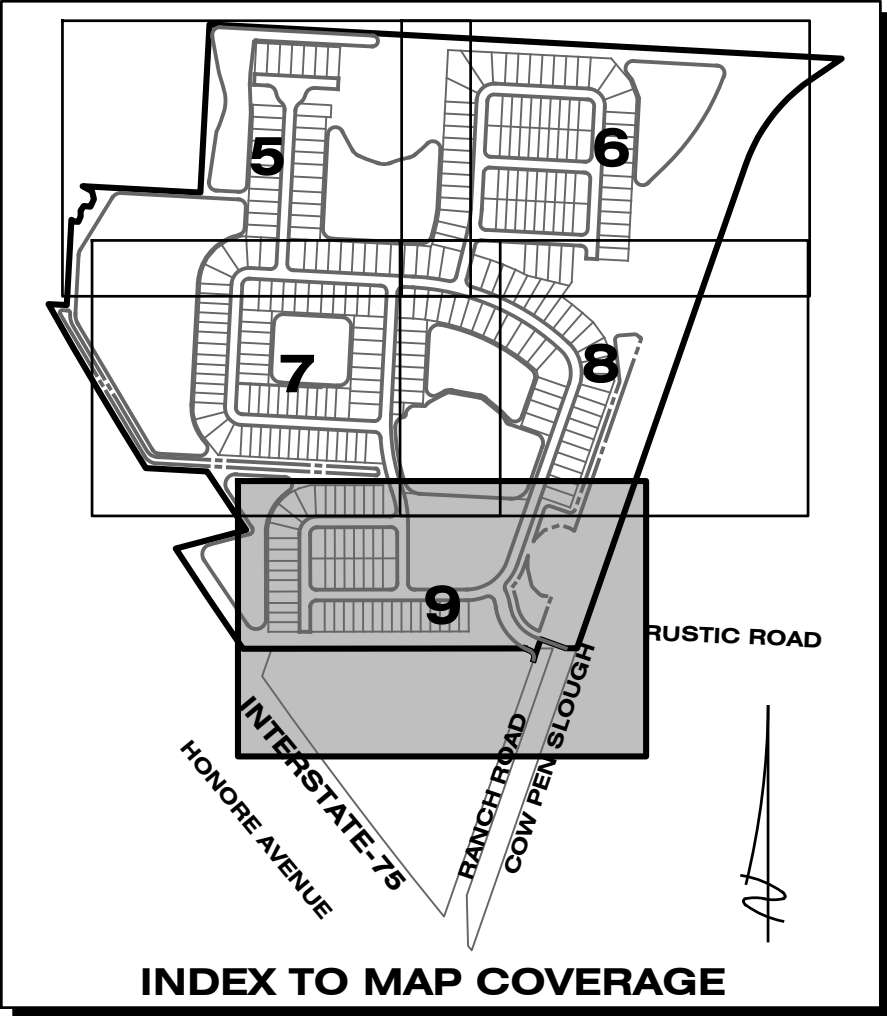 5
6
7
8
9
RUSTIC ROAD
INTERSTATE-75
HONORE AVENUE
RANCH ROAD
COW PEN SLOUGH
N
INDEX TO MAP COVERAGE